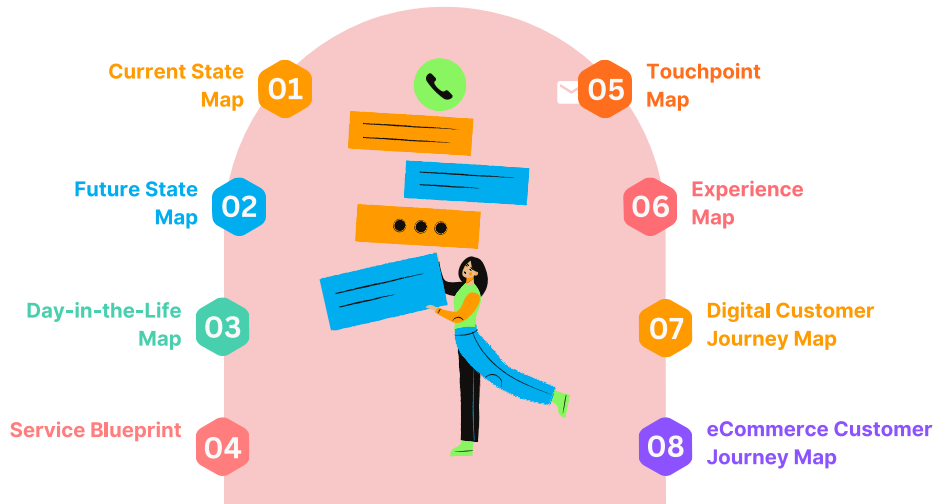 Current State
Map
01
Future State
Map
02
Day-in-the-Life
Map
03
Service Blueprint
04
05
Touchpoint
Map
06
Experience
Map
07
Digital Customer
Journey Map
08
eCommerce Customer
Journey Map